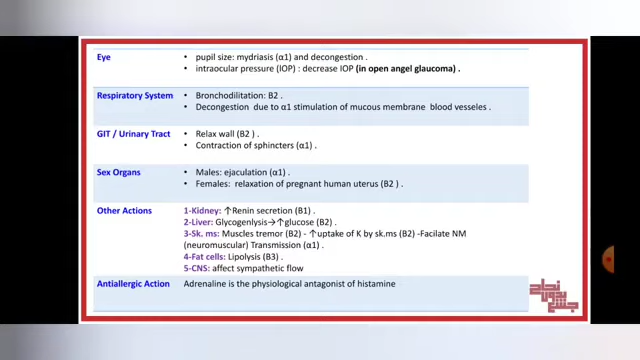 Eye
• pupil size: mydriasis (α1) and decongestion .
• intraocular pressure (IOP) : decrease IOP (in open angel glaucoma) .
Respiratory System
• Bronchodilitation: B2 .
• Decongestion due to α1 stimulation of mucous membrane blood vesseles .
GIT / Urinary Tract
• Relax wall (B2 ) .
• Contraction of sphincters (α1) .
Sex Organs
• Males: ejaculation (α1) .
• Females: relaxation of pregnant human uterus (B2 ) .
Other Actions
1-Kidney: ↑Renin secretion (B1) .
2-Liver: Glycogenlysis→↑glucose (B2) .
3-Sk. ms: Muscles tremor (B2) - ↑uptake of K by sk.ms (B2) -Facilate NM
(neuromuscular) Transmission (α1) .
4-Fat cells: Lipolysis (B3) .
5-CNS: affect sympathetic flow
Antiallergic Action
Adrenaline is the physiological antagonist of histamine